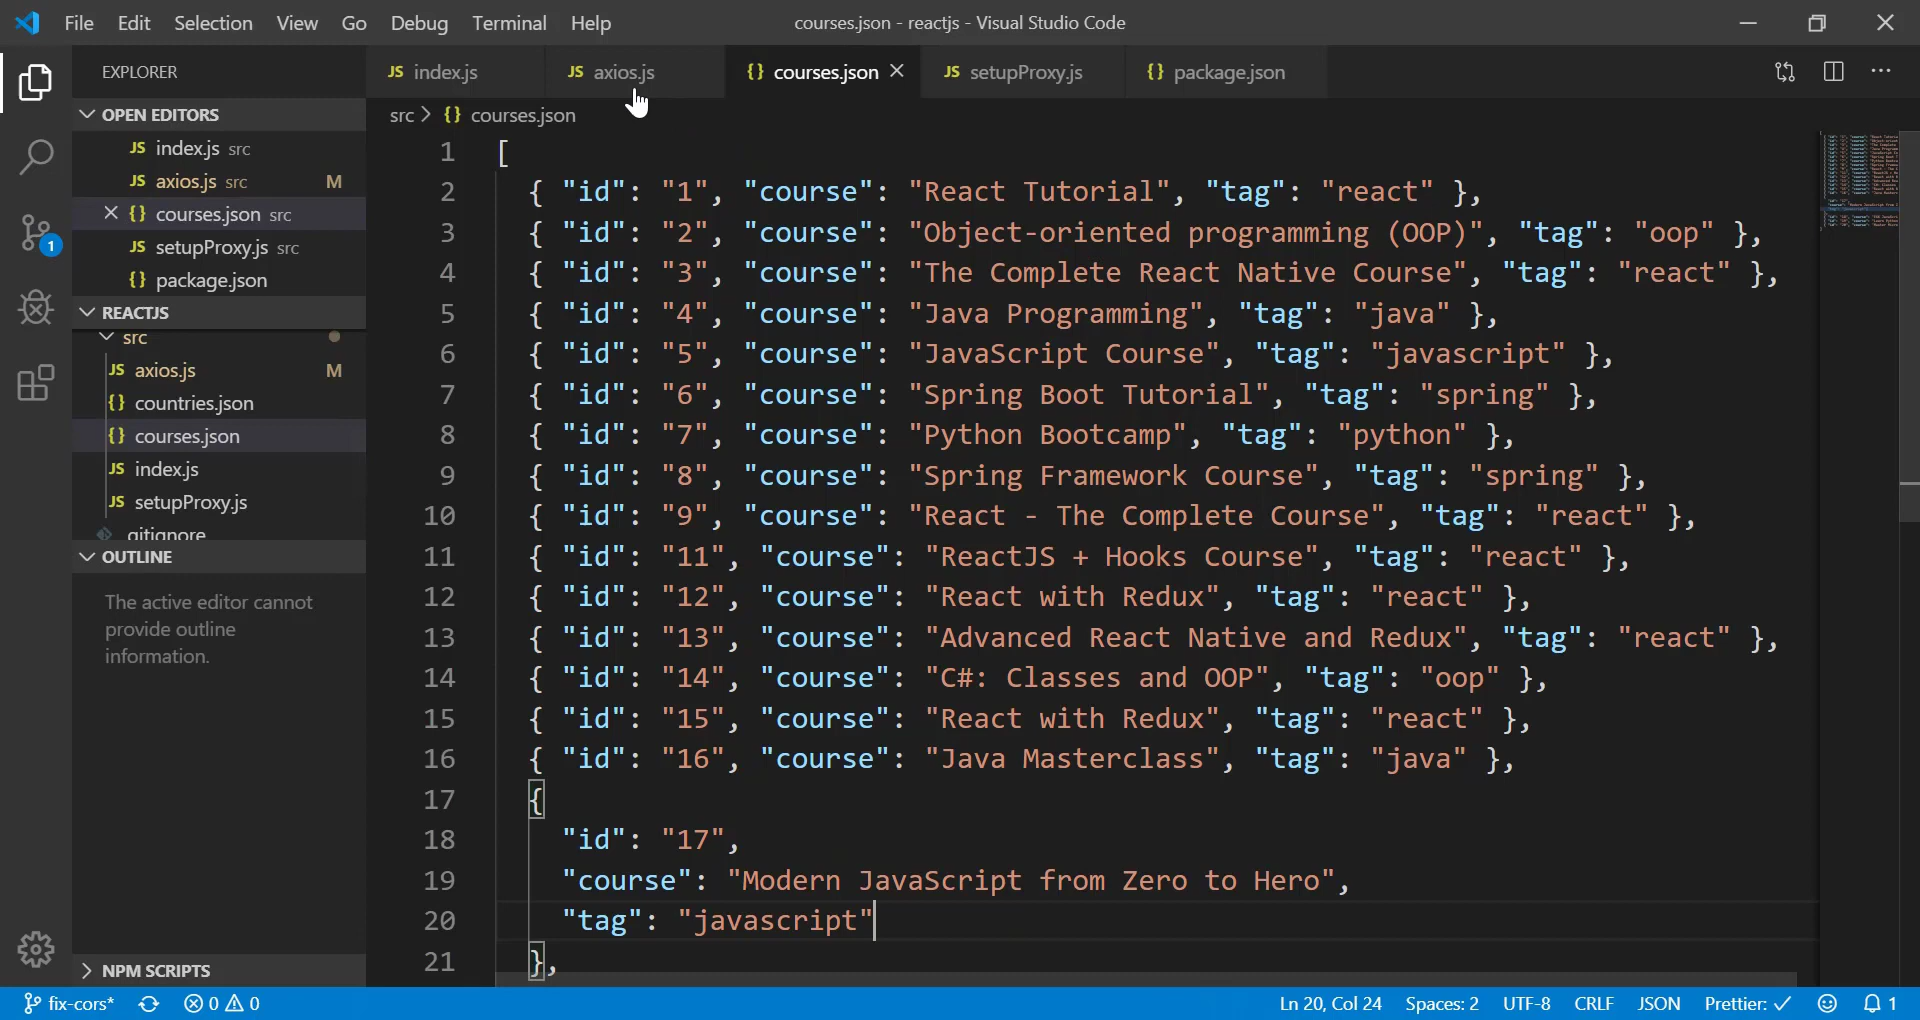 File Edit Selection View Go Debug Terminal Help
courses.json - reactjs - Visual Studio Code
EXPLORER
OPEN EDITORS
JS index.js src
JS axios.js src M
{} courses.json src
JS setupProxy.js src
{} package.json
REACTJS
src
JS axios.js M
{} countries.json
{} courses.json
JS index.js
JS setupProxy.js
.gitignore
OUTLINE
The active editor cannot
provide outline
information.
NPM SCRIPTS
1
JS index.js
JS axios.js
{} courses.json
JS setupProxy.js
{} package.json
src > {} courses.json
1 [
2 { "id": "1", "course": "React Tutorial", "tag": "react" },
3 { "id": "2", "course": "Object-oriented programming (OOP)", "tag": "oop" },
4 { "id": "3", "course": "The Complete React Native Course", "tag": "react" },
5 { "id": "4", "course": "Java Programming", "tag": "java" },
6 { "id": "5", "course": "JavaScript Course", "tag": "javascript" },
7 { "id": "6", "course": "Spring Boot Tutorial", "tag": "spring" },
8 { "id": "7", "course": "Python Bootcamp", "tag": "python" },
9 { "id": "8", "course": "Spring Framework Course", "tag": "spring" },
10 { "id": "9", "course": "React - The Complete Course", "tag": "react" },
11 { "id": "11", "course": "ReactJS + Hooks Course", "tag": "react" },
12 { "id": "12", "course": "React with Redux", "tag": "react" },
13 { "id": "13", "course": "Advanced React Native and Redux", "tag": "react" },
14 { "id": "14", "course": "C#: Classes and OOP", "tag": "oop" },
15 { "id": "15", "course": "React with Redux", "tag": "react" },
16 { "id": "16", "course": "Java Masterclass", "tag": "java" },
17 {
18 "id": "17",
19 "course": "Modern JavaScript from Zero to Hero",
20 "tag": "javascript"
21 },
fix-cors* 0 0
Ln 20, Col 24 Spaces: 2 UTF-8 CRLF JSON Prettier: ✓ 1